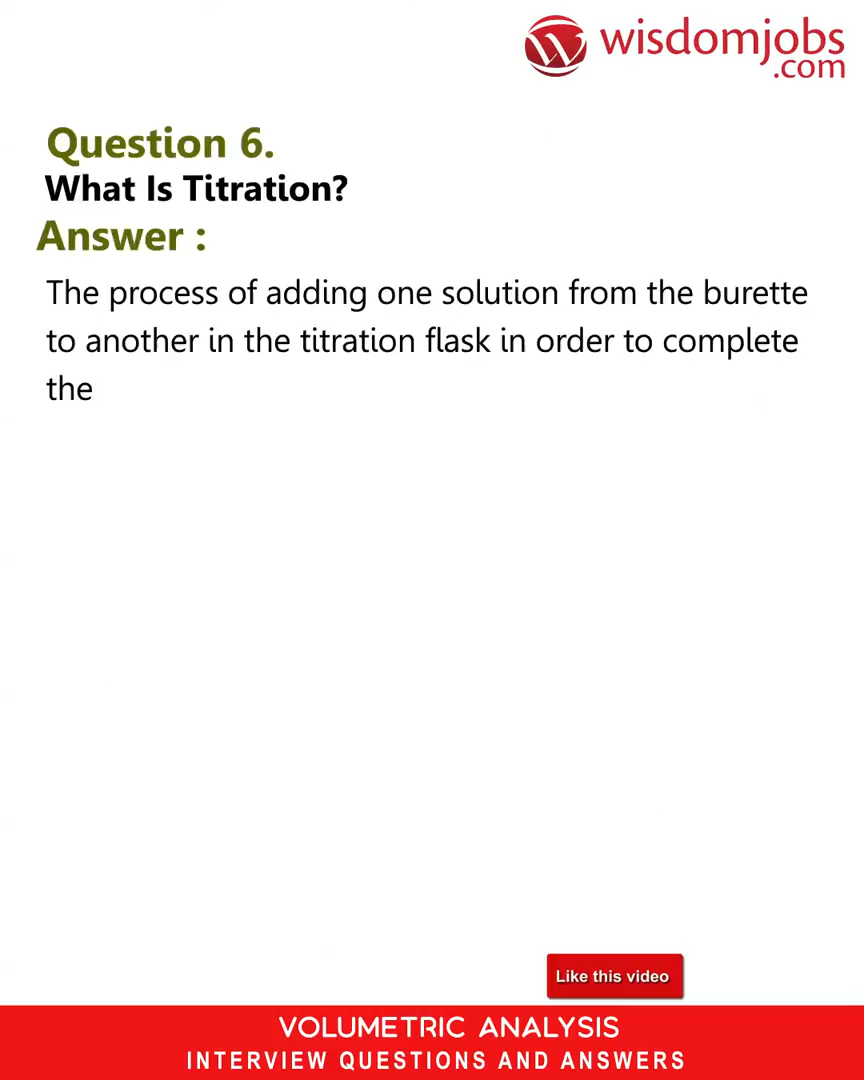 wisdomjobs
.com
Question 6.
What Is Titration?
Answer :
The process of adding one solution from the burette
to another in the titration flask in order to complete
the
Like this video
VOLUMETRIC ANALYSIS
INTERVIEW QUESTIONS AND ANSWERS